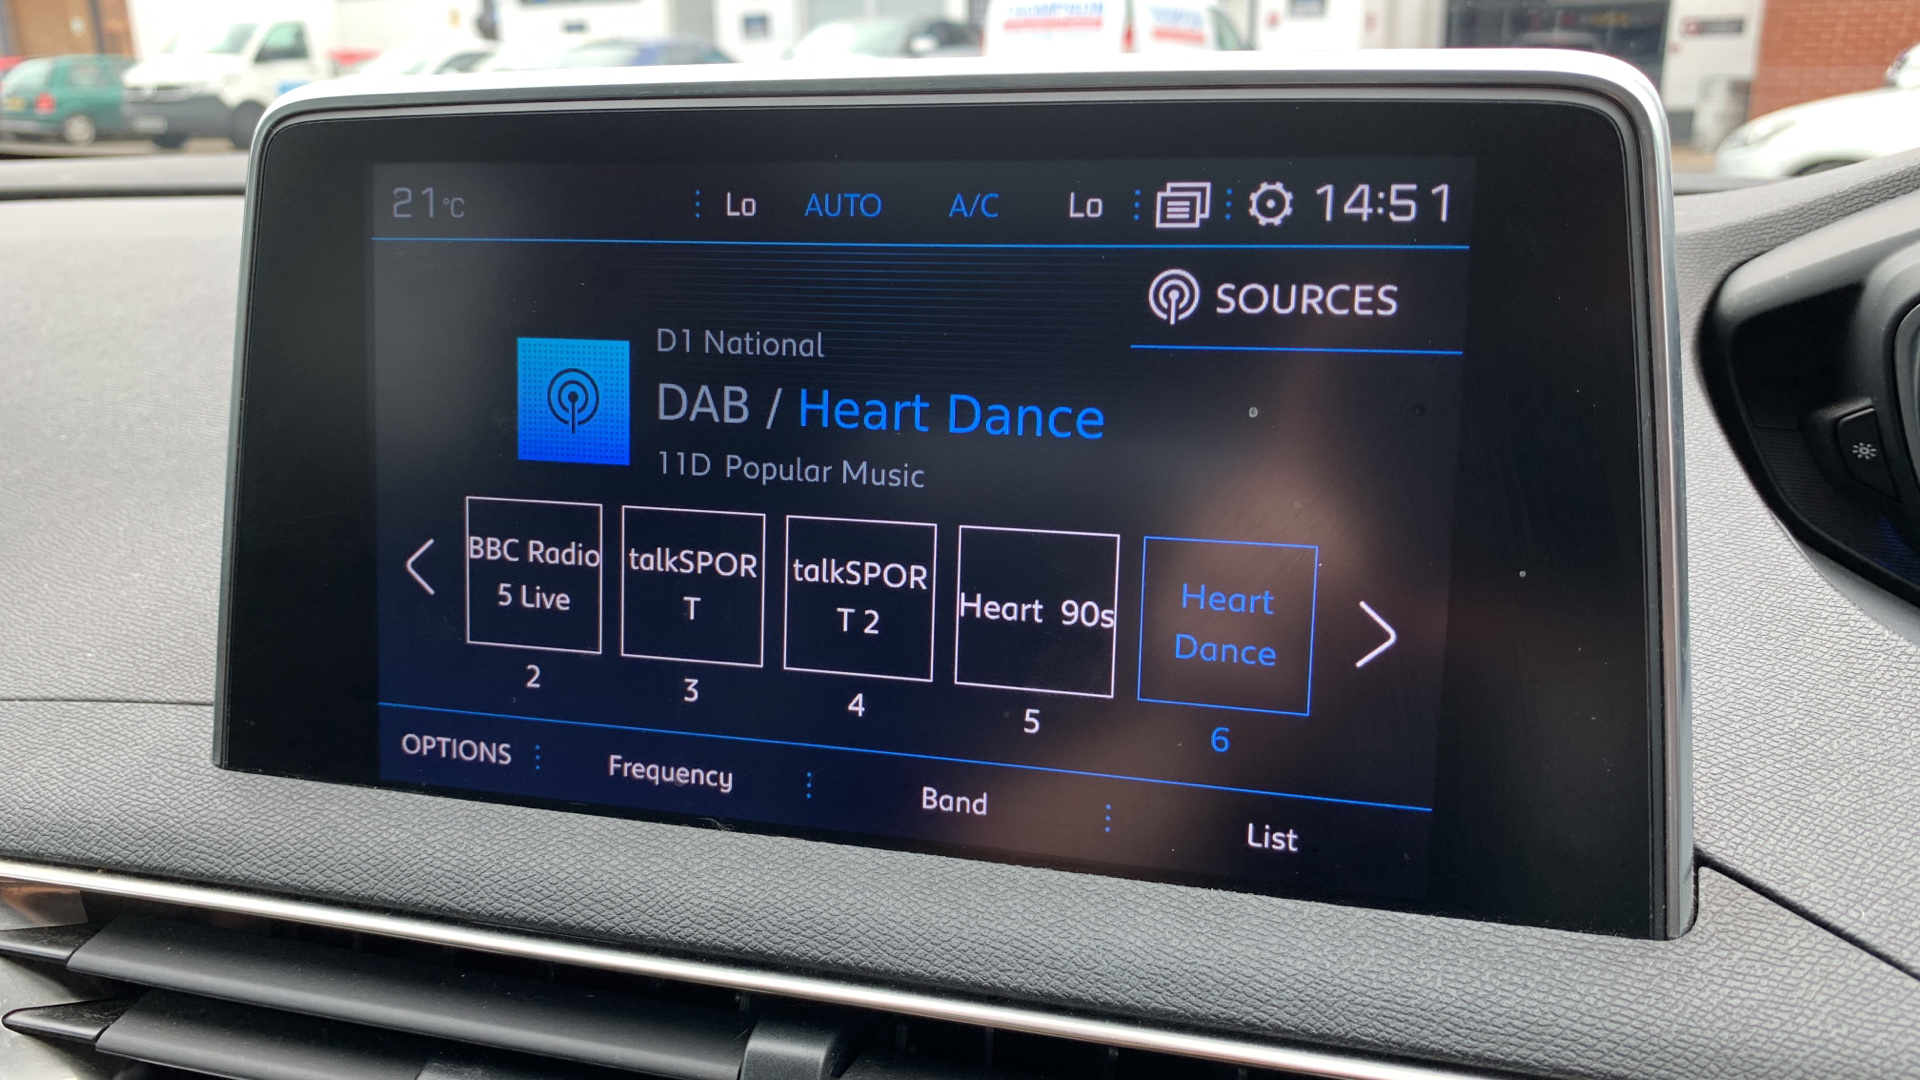 21°C Lo AUTO A/C Lo 14:51
SOURCES
D1 National
DAB / Heart Dance
11D Popular Music
BBC Radio
5 Live
2
talkSPOR
T
3
talkSPOR
T 2
4
Heart 90s
5
Heart
Dance
6
OPTIONS Frequency Band List